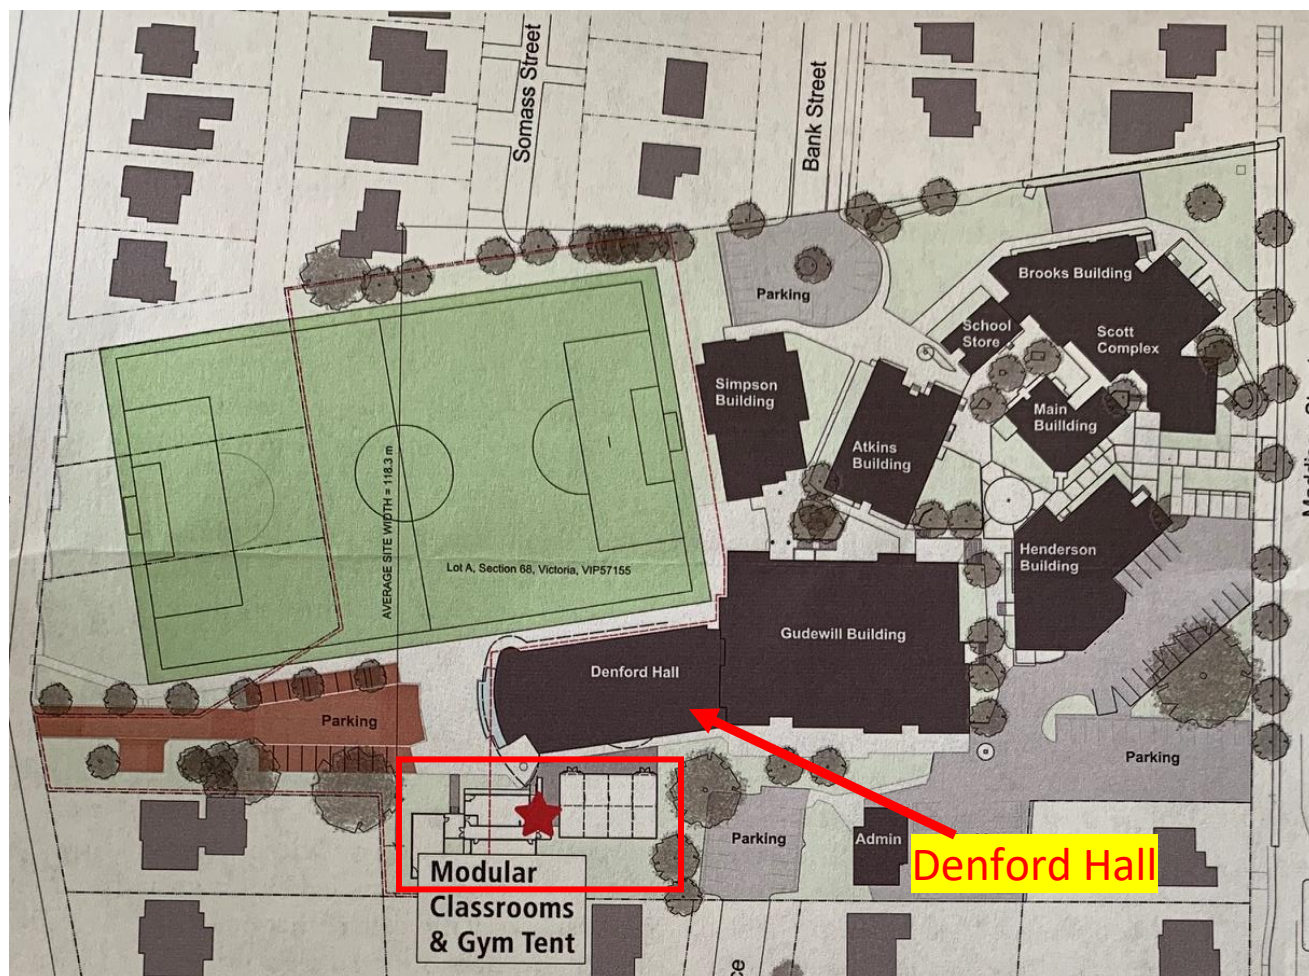 Somass Street
Bank Street
Parking
Brooks Building
School
Store
Scott
Complex
Simpson
Building
Main
Buillding
Atkins
Building
AVERAGE SITE WIDTH = 118.3 m
Lot A, Section 68, Victoria, VIP57155
Henderson
Building
Gudewill Building
Denford Hall
Parking
Parking
Parking
Admin
Denford Hall
Modular
Classrooms
& Gym Tent